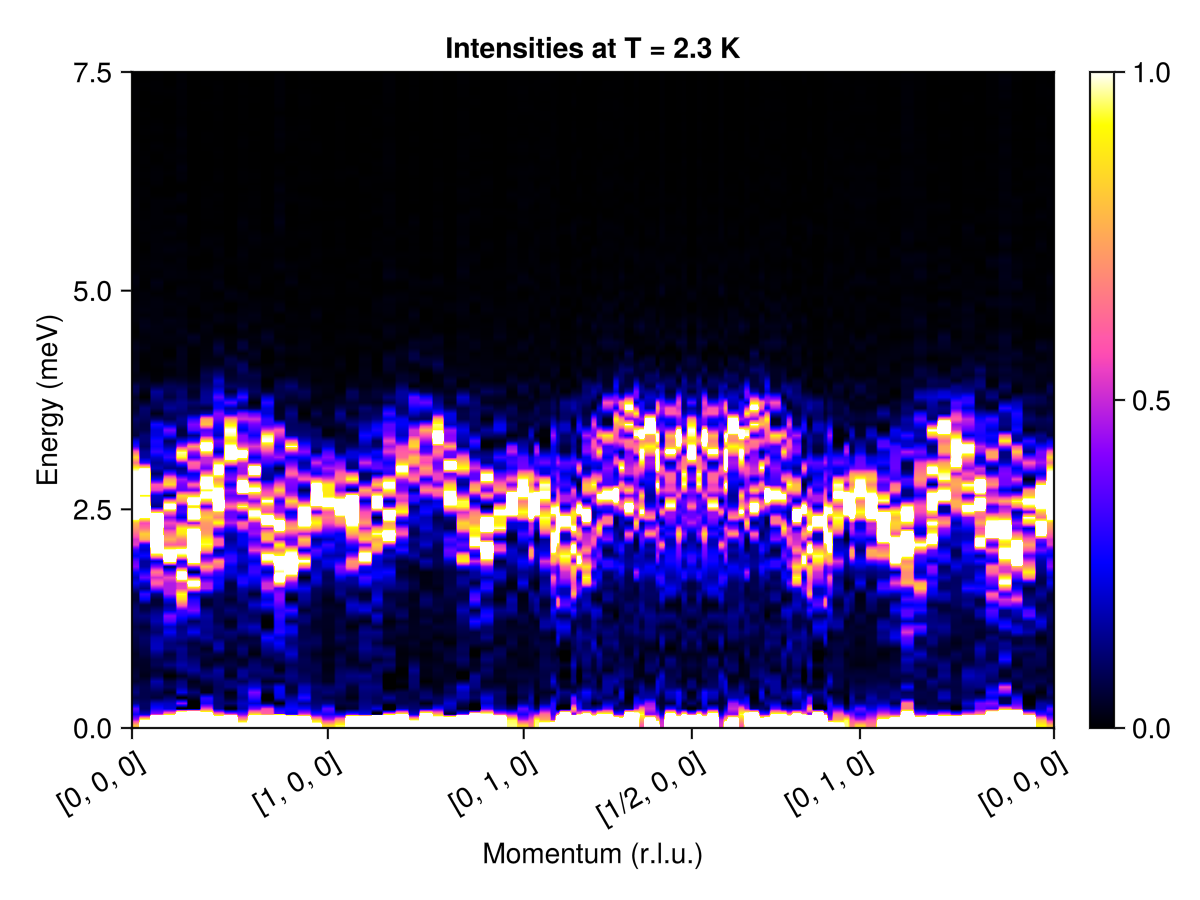 Intensities at T = 2.3 K
7.5
5.0
2.5
0.0
Energy (meV)
[0, 0, 0]
[1, 0, 0]
[0, 1, 0]
[1/2, 0, 0]
[0, 1, 0]
[0, 0, 0]
Momentum (r.l.u.)
1.0
0.5
0.0